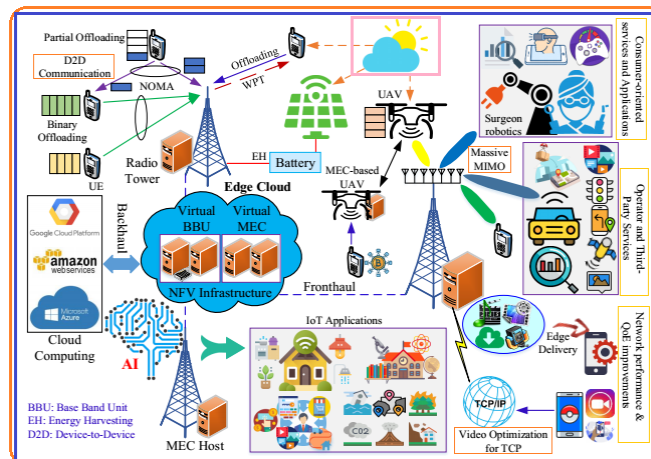 Partial Offloading
D2D
Communication
NOMA
Binary
Offloading
UE
Offloading
WPT
Radio
Tower
EH
Battery
UAV
MEC-based
UAV
Massive
MIMO
Surgeon
robotics
Consumer-oriented
services and Applications
Operator and Third-
Party Services
Network performance &
QoE improvements
Edge Cloud
Virtual
BBU
Virtual
MEC
NFV Infrastructure
Backhaul
Fronthaul
Google Cloud Platform
amazon
webservices
Microsoft
Azure
Cloud
Computing
AI
IoT Applications
CO2
Edge
Delivery
TCP/IP
Video Optimization
for TCP
MEC Host
BBU: Base Band Unit
EH: Energy Harvesting
D2D: Device-to-Device